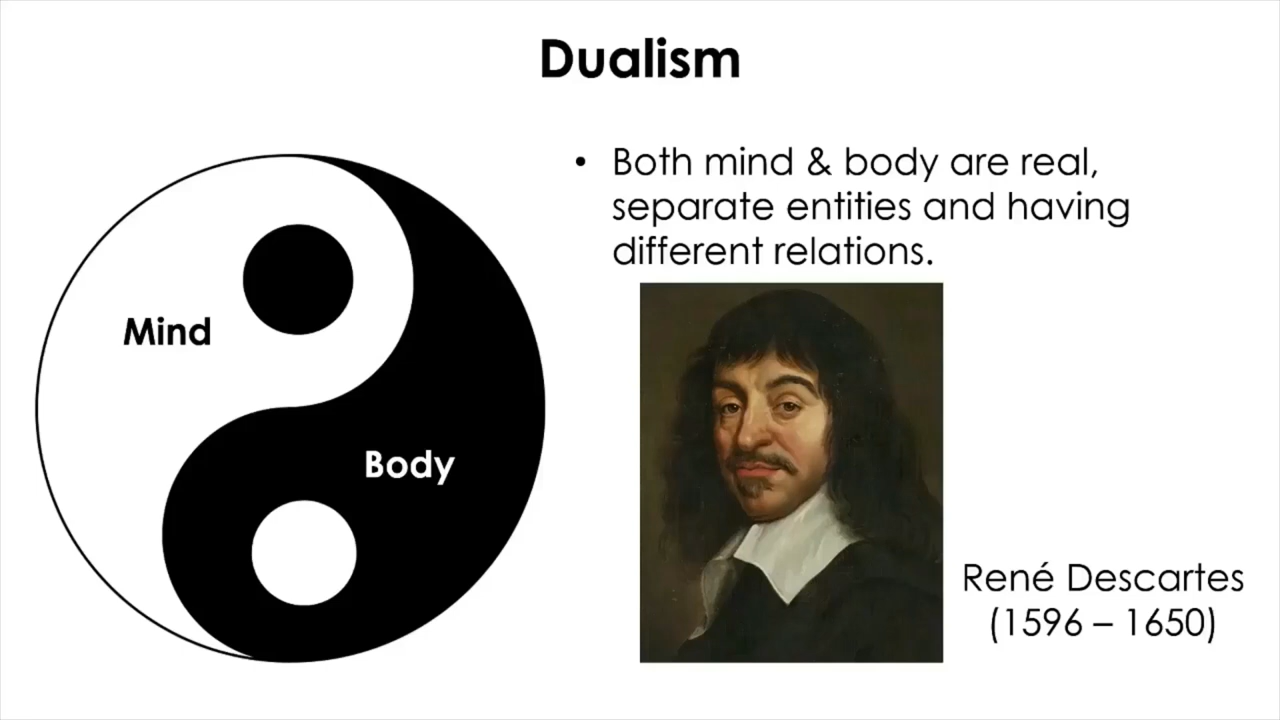 Dualism
Mind
Body
• Both mind & body are real,
separate entities and having
different relations.
René Descartes
(1596 – 1650)